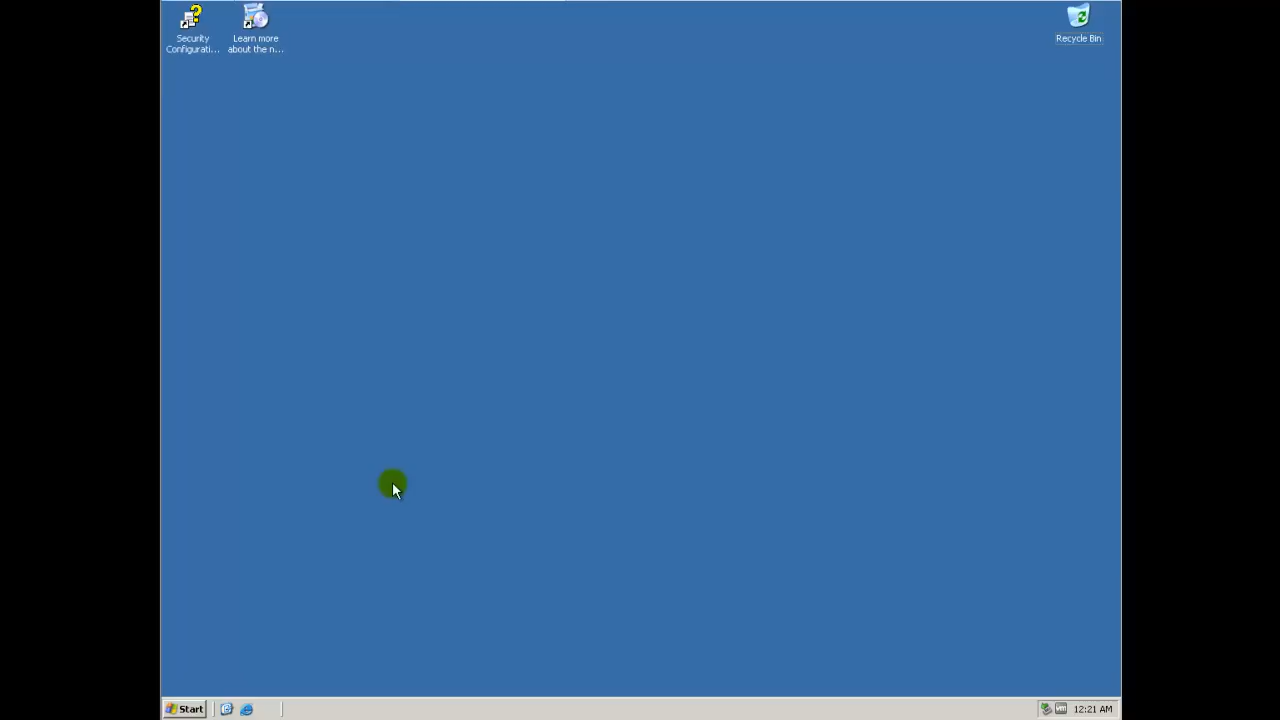 Security
Configurati...
Learn more
about the n...
Recycle Bin
Start
12:21 AM